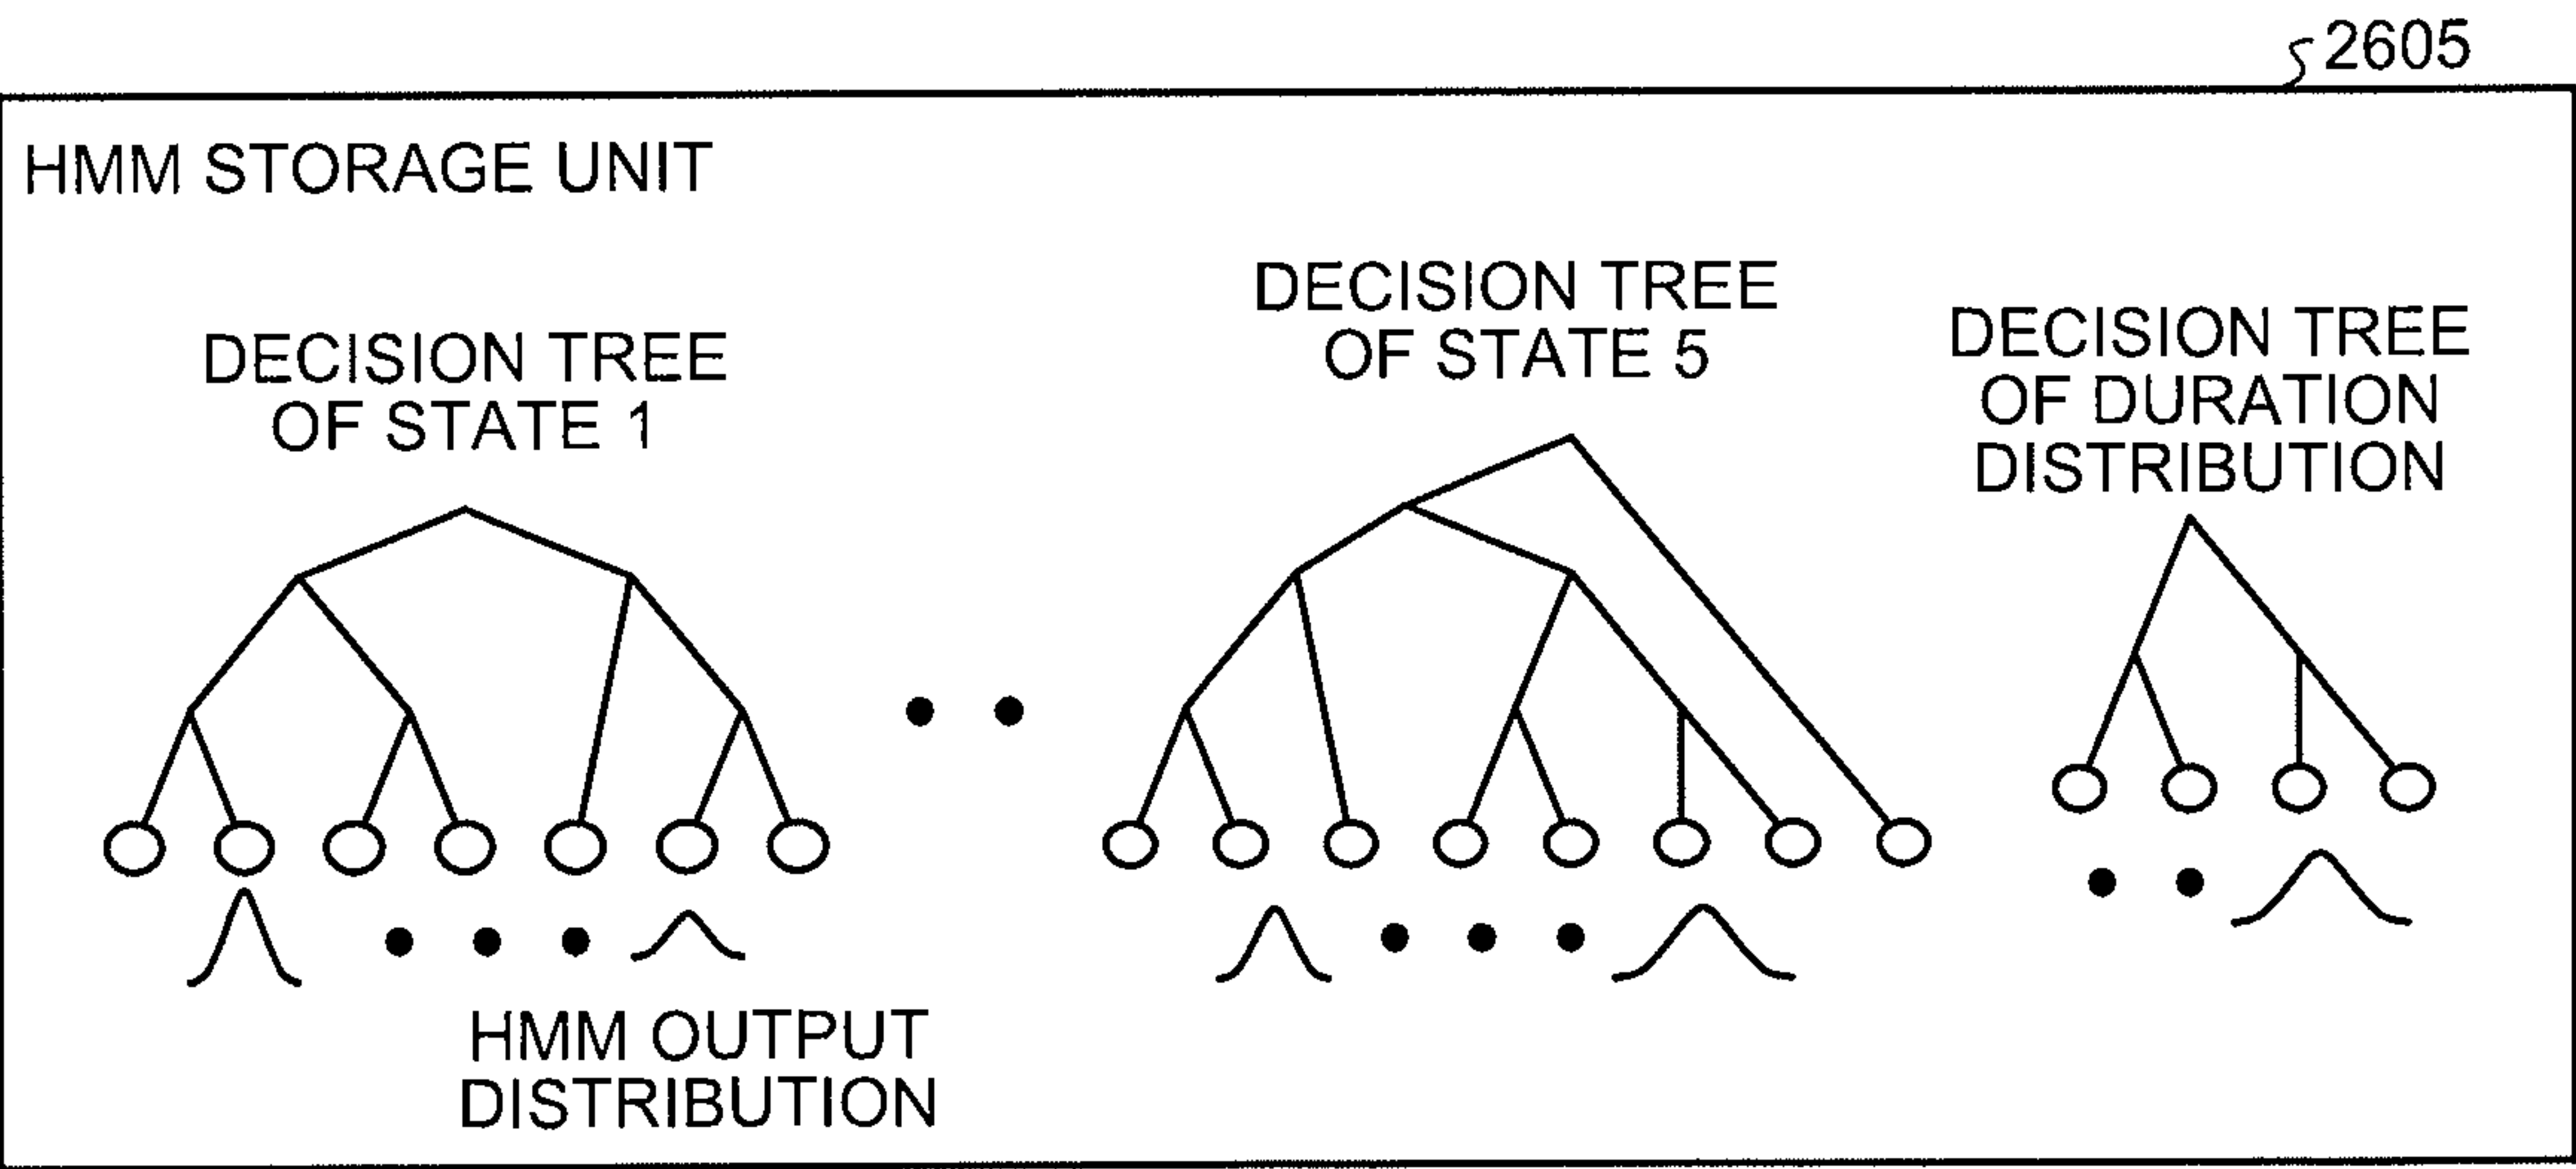 2605
HMM STORAGE UNIT
DECISION TREE
OF STATE 1
DECISION TREE
OF STATE 5
DECISION TREE
OF DURATION
DISTRIBUTION
HMM OUTPUT
DISTRIBUTION